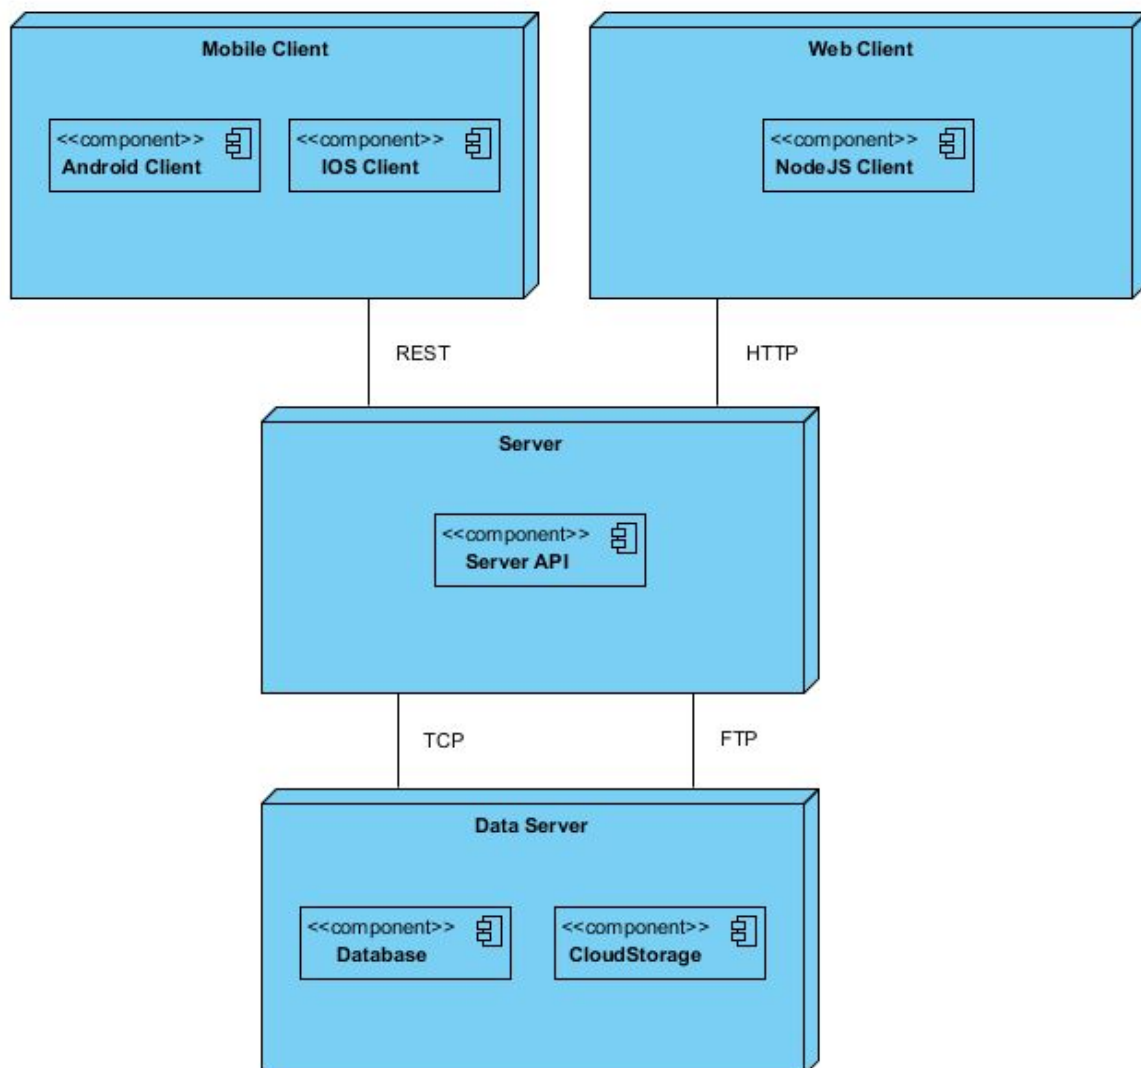 Mobile Client
Web Client
<<component>>
Android Client
<<component>>
IOS Client
<<component>>
NodeJS Client
REST
HTTP
Server
<<component>>
Server API
TCP
FTP
Data Server
<<component>>
Database
<<component>>
CloudStorage